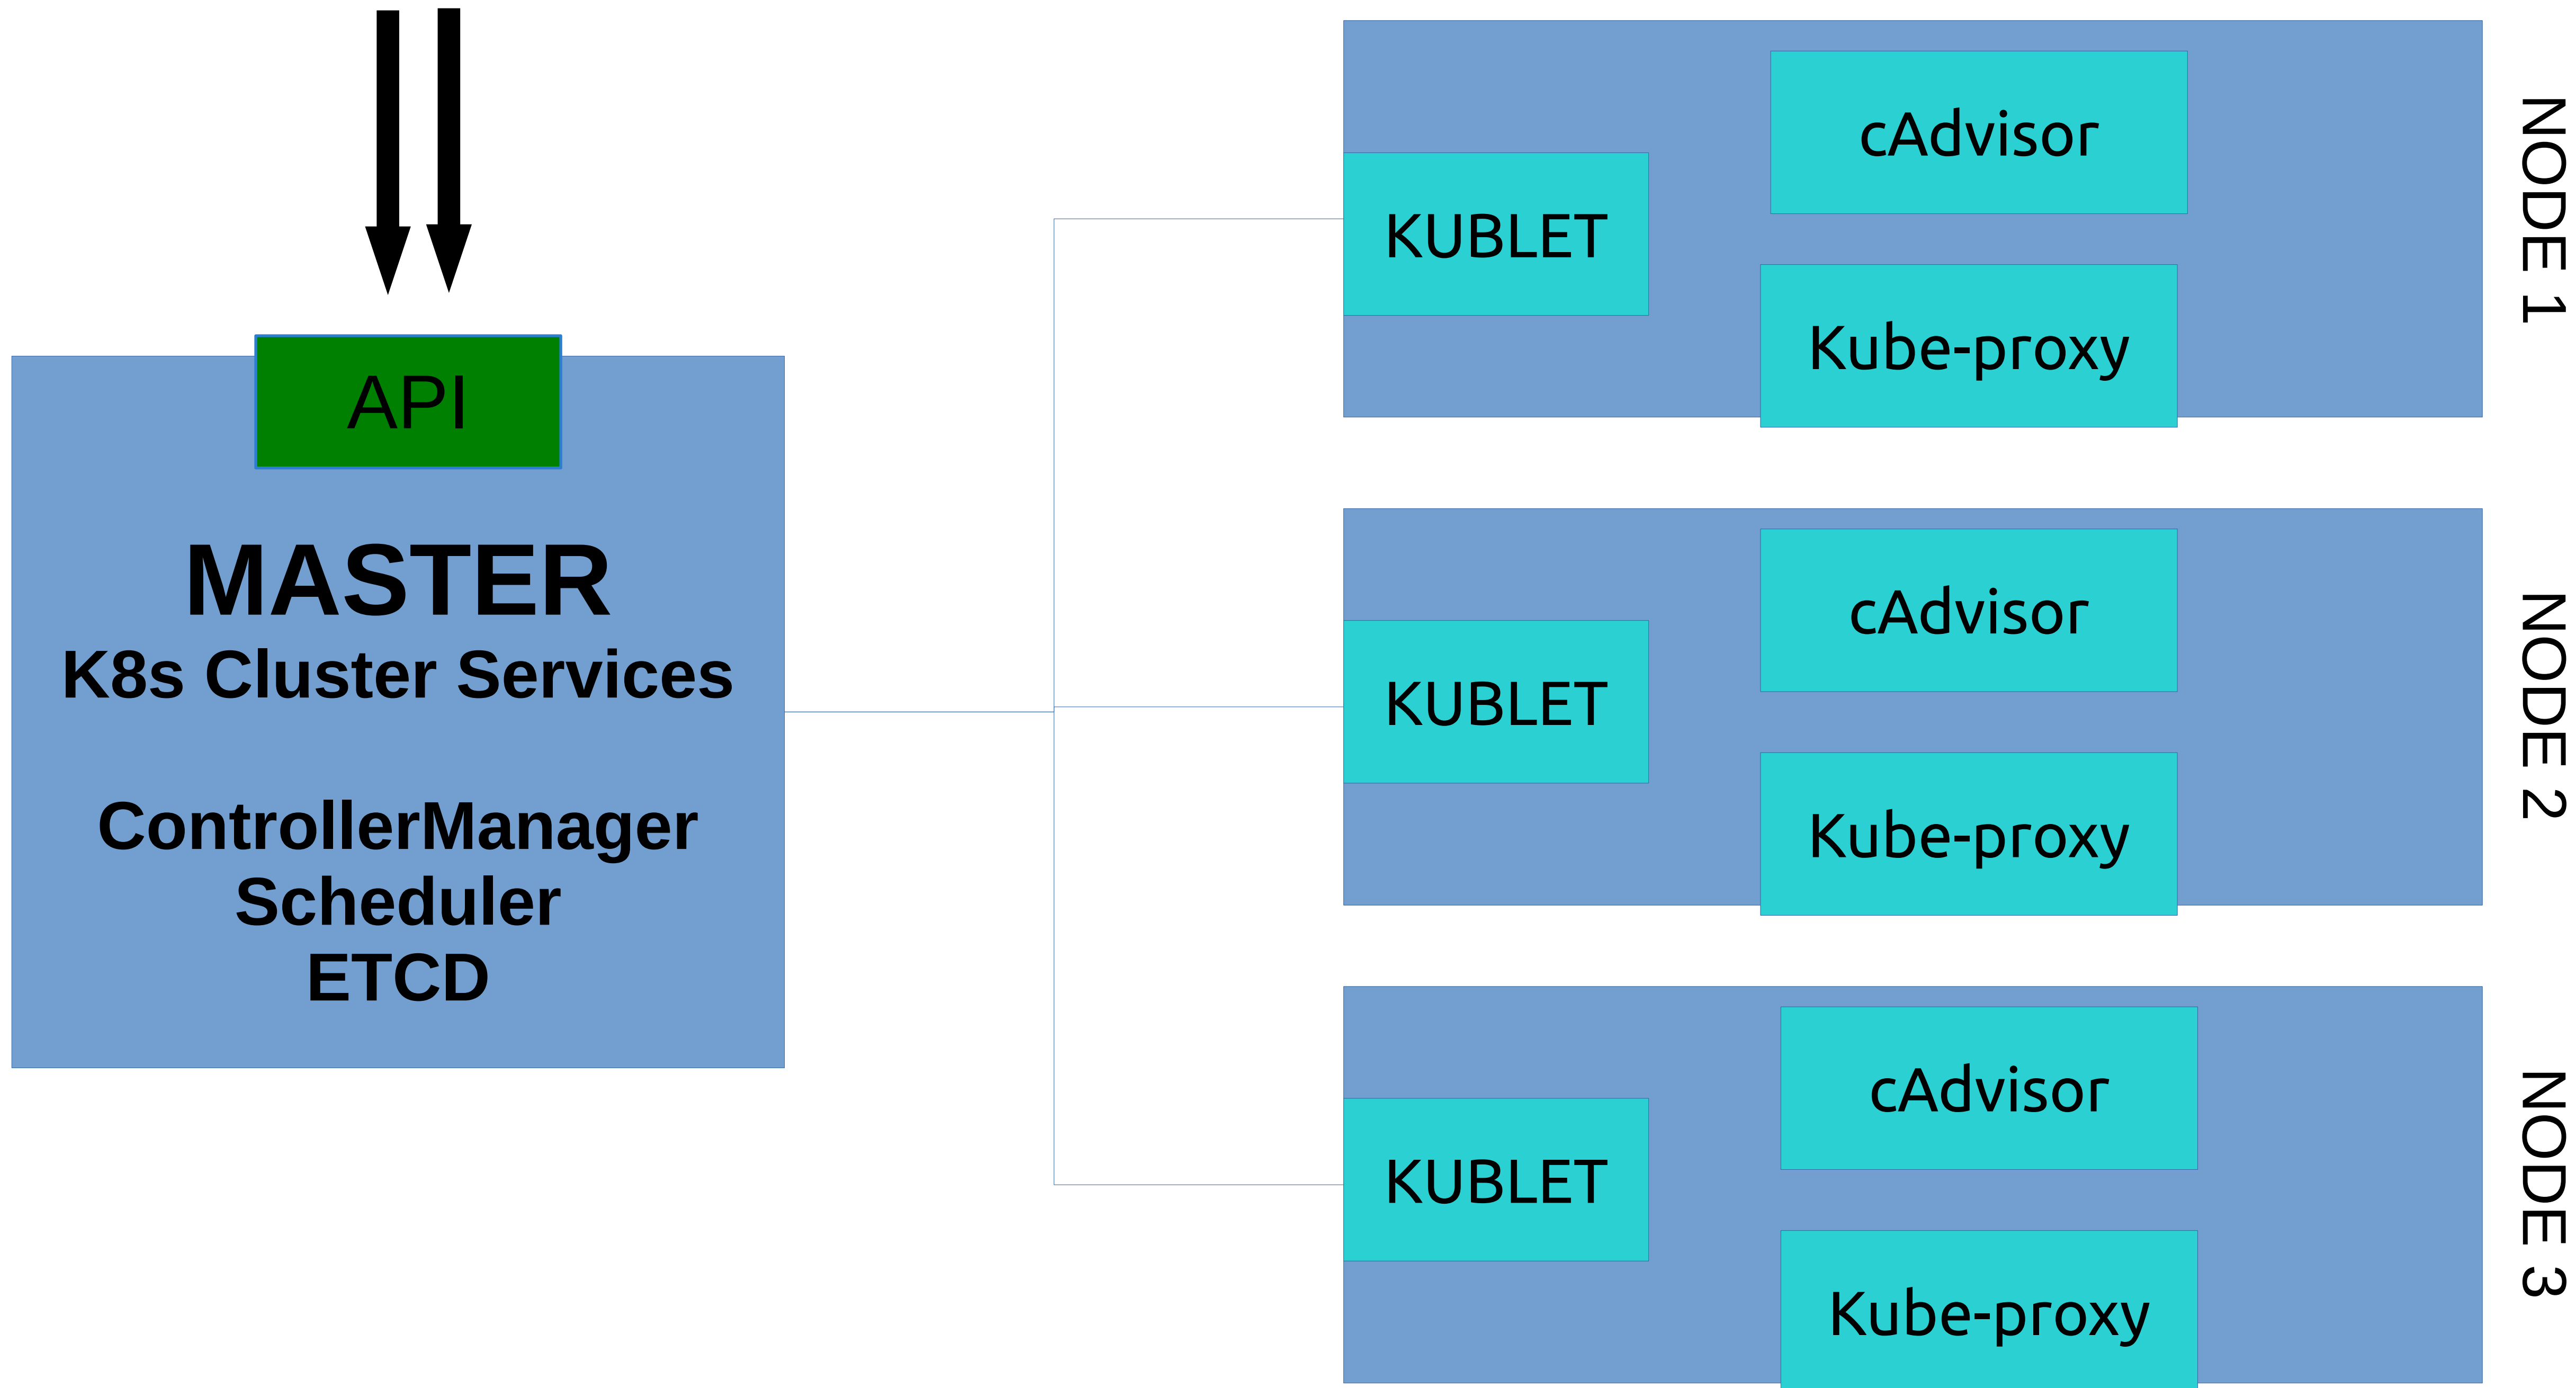 API
MASTER
K8s Cluster Services
ControllerManager
Scheduler
ETCD
cAdvisor
KUBLET
Kube-proxy
NODE 1
cAdvisor
KUBLET
Kube-proxy
NODE 2
cAdvisor
KUBLET
Kube-proxy
NODE 3